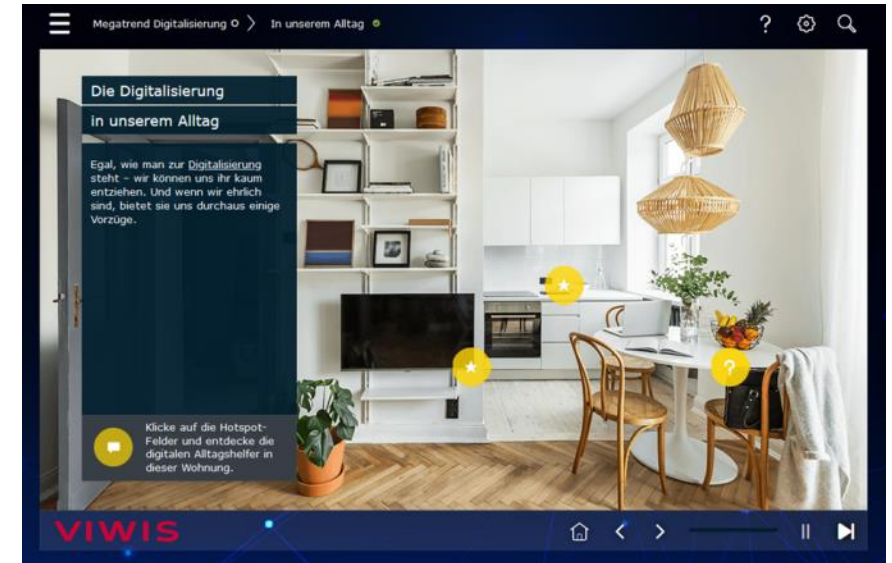 Megatrend Digitalisierung
In unserem Alltag
Die Digitalisierung
in unserem Alltag
Egal, wie man zur Digitalisierung
steht – wir können uns ihr kaum
entziehen. Und wenn wir ehrlich
sind, bietet sie uns durchaus einige
Vorzüge.
?
Klicke auf die Hotspot-
Felder und entdecke die
digitalen Alltagshelfer in
dieser Wohnung.
VIWIS